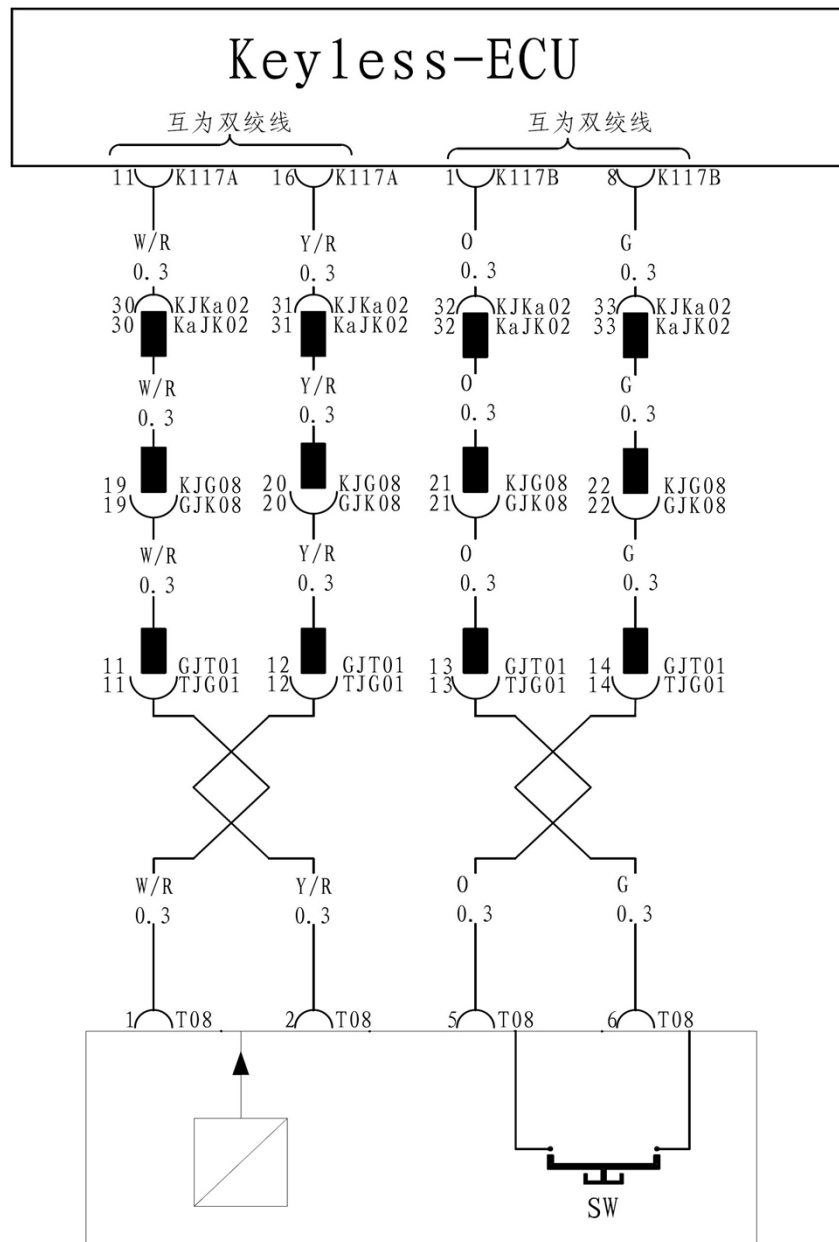 Keyless-ECU
互为双绞线 互为双绞线
11 K117A 16 K117A 1 K117B 8 K117B
W/R Y/R O G
0.3 0.3 0.3 0.3
30 KJKa02 31 KJKa02 32 KJKa02 33 KJKa02
30 KaJK02 31 KaJK02 32 KaJK02 33 KaJK02
W/R Y/R O G
0.3 0.3 0.3 0.3
19 KJG08 20 KJG08 21 KJG08 22 KJG08
19 GJK08 20 GJK08 21 GJK08 22 GJK08
W/R Y/R O G
0.3 0.3 0.3 0.3
11 GJT01 12 GJT01 13 GJT01 14 GJT01
11 TJG01 12 TJG01 13 TJG01 14 TJG01
W/R Y/R O G
0.3 0.3 0.3 0.3
1 T08 2 T08 5 T08 6 T08
SW